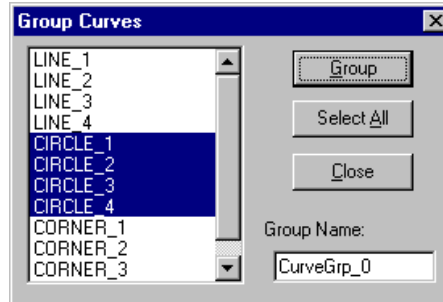 Group Curves
LINE_1
LINE_2
LINE_3
LINE_4
CIRCLE_1
CIRCLE_2
CIRCLE_3
CIRCLE_4
CORNER_1
CORNER_2
CORNER_3
Group
Select All
Close
Group Name:
CurveGrp_0